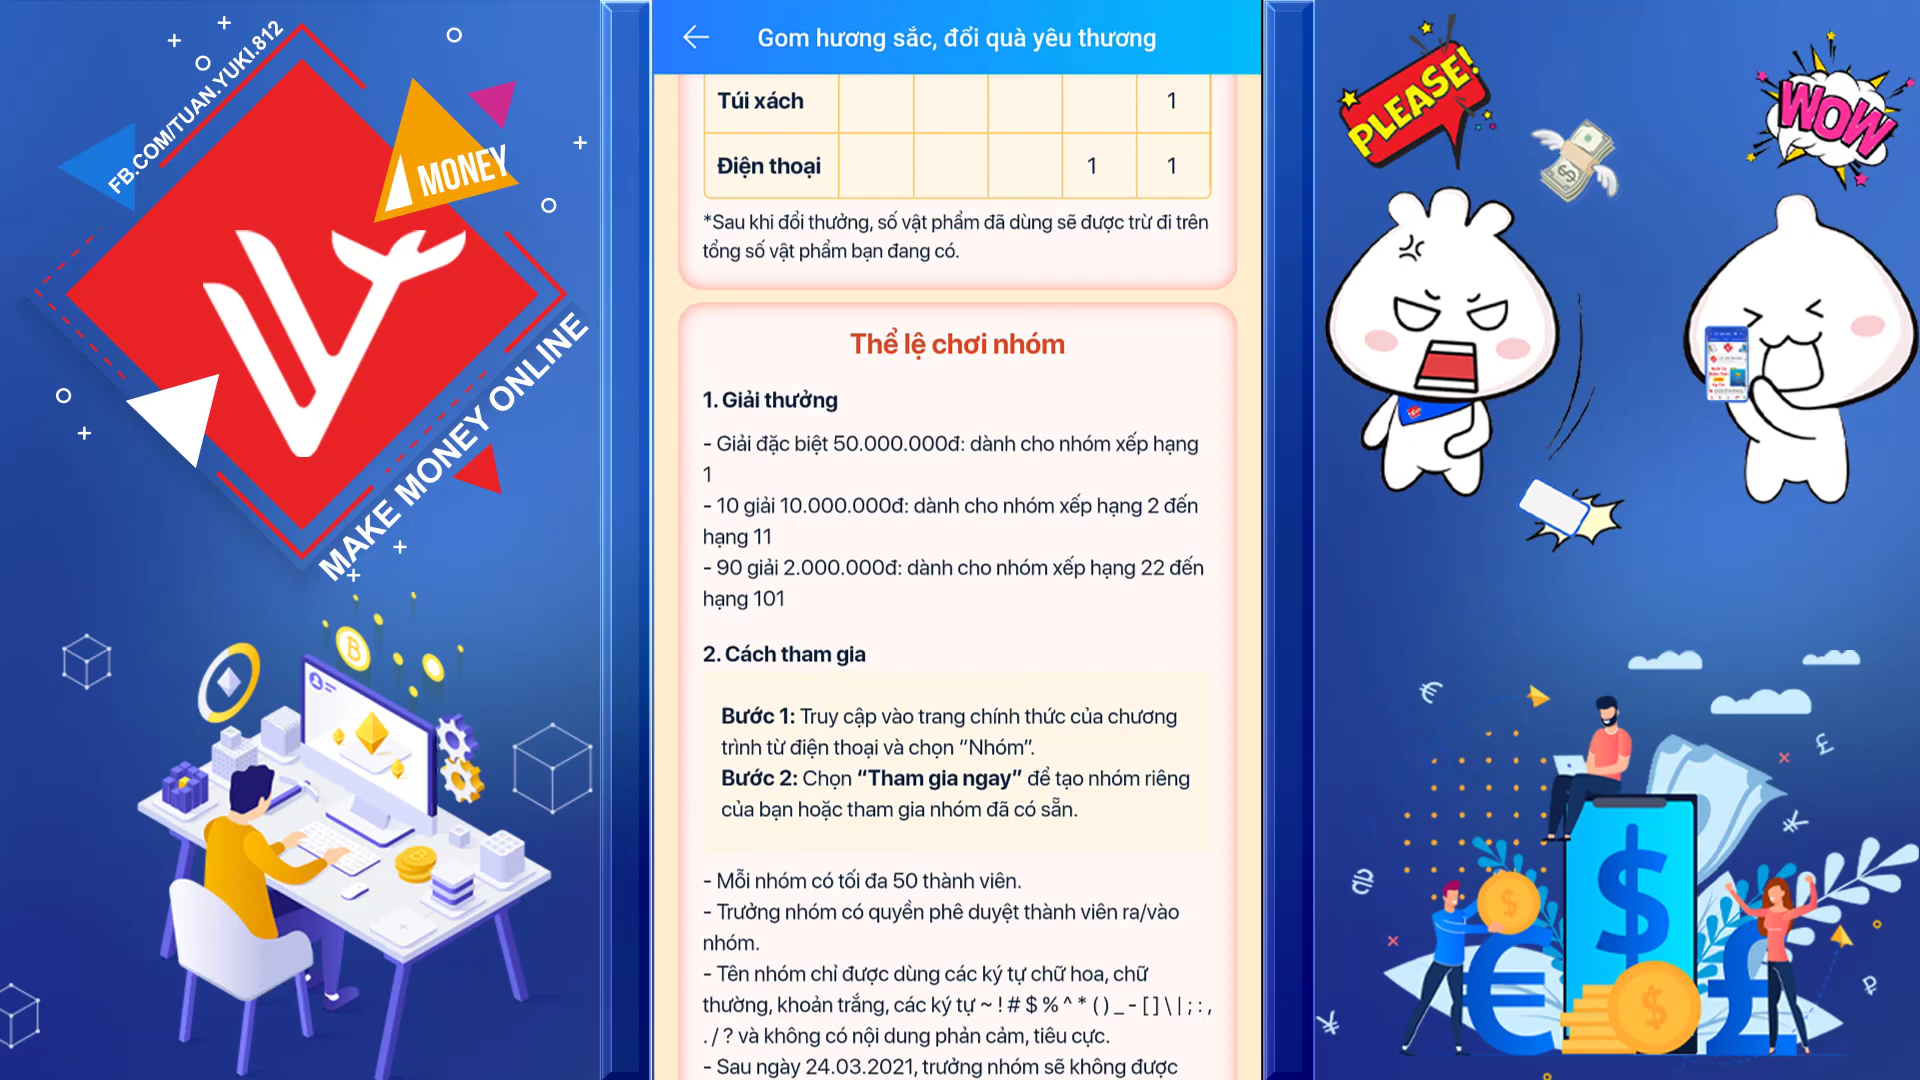 FB.COM/TUAN.YUKI.812
MONEY
MAKE MONEY ONLINE
Gom hương sắc, đổi quà yêu thương
Túi xách 1
Điện thoại 1 1
*Sau khi đổi thưởng, số vật phẩm đã dùng sẽ được trừ đi trên
tổng số vật phẩm bạn đang có.
Thể lệ chơi nhóm
1. Giải thưởng
- Giải đặc biệt 50.000.000đ: dành cho nhóm xếp hạng
1
- 10 giải 10.000.000đ: dành cho nhóm xếp hạng 2 đến
hạng 11
- 90 giải 2.000.000đ: dành cho nhóm xếp hạng 22 đến
hạng 101
2. Cách tham gia
Bước 1: Truy cập vào trang chính thức của chương
trình từ điện thoại và chọn “Nhóm”.
Bước 2: Chọn “Tham gia ngay” để tạo nhóm riêng
của bạn hoặc tham gia nhóm đã có sẵn.
- Mỗi nhóm có tối đa 50 thành viên.
- Trưởng nhóm có quyền phê duyệt thành viên ra/vào
nhóm.
- Tên nhóm chỉ được dùng các ký tự chữ hoa, chữ
thường, khoản trắng, các ký tự ~ ! # $ % ^ * ( ) _ - [ ] \ | ; : ,
. / ? và không có nội dung phản cảm, tiêu cực.
- Sau ngày 24.03.2021, trưởng nhóm sẽ không được
PLEASE!
WOW